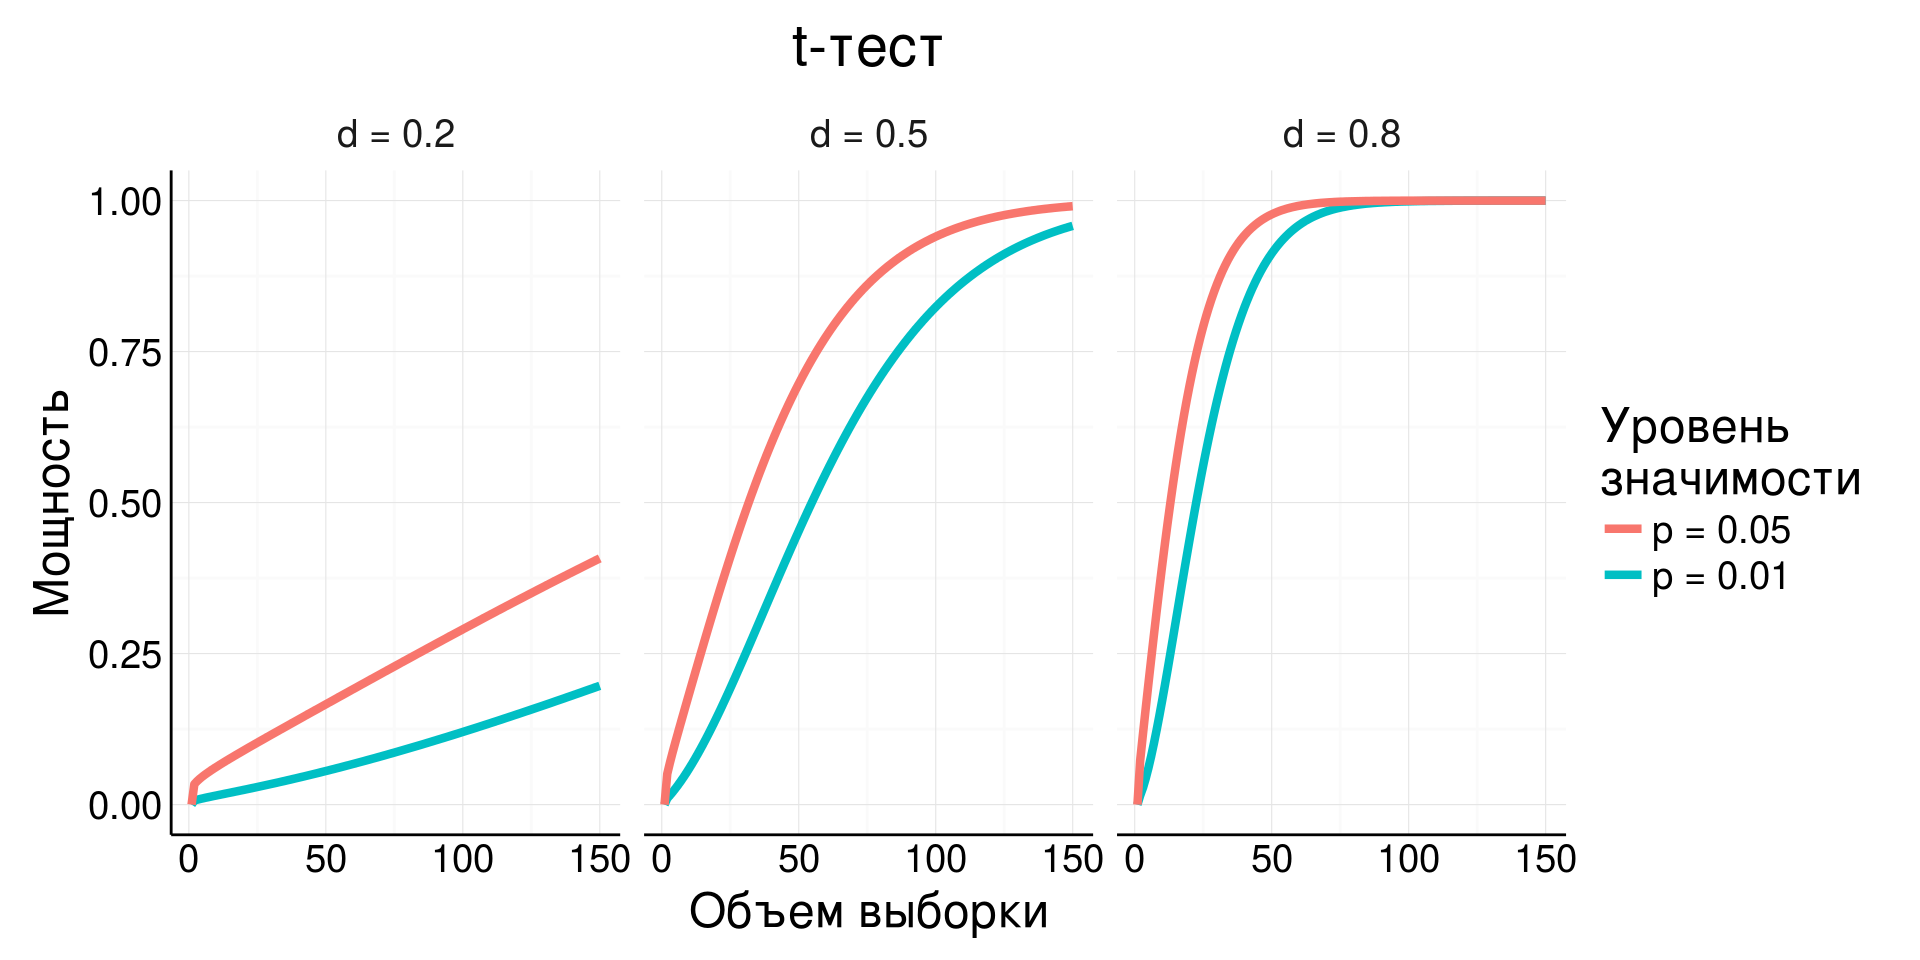 t-тест
d = 0.2
d = 0.5
d = 0.8
1.00
0.75
0.50
0.25
0.00
Мощность
0 50 100 150
0 50 100 150
0 50 100 150
Объем выборки
Уровень
значимости
p = 0.05
p = 0.01